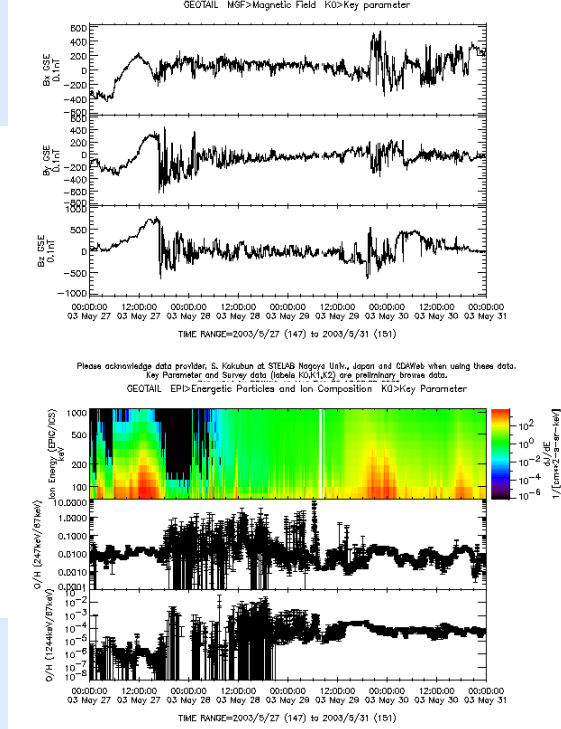 GEOTAIL MGF>Magnetic Field K0>Key parameter
600
400
200
0
-200
-400
-600
Bx GSE
0.1nT
600
400
200
0
-200
-400
-600
-800
By GSE
0.1nT
1000
500
0
-500
-1000
Bz GSE
0.1nT
00:00:00 12:00:00 00:00:00 12:00:00 00:00:00 12:00:00 00:00:00 12:00:00 00:00:00
03 May 27 03 May 27 03 May 28 03 May 28 03 May 29 03 May 29 03 May 30 03 May 30 03 May 31
TIME RANGE=2003/5/27 (147) to 2003/5/31 (151)
Please acknowledge data provider, S. Kokubun at STELAB Nagoya Univ., Japan and CDAWeb when using these data.
Key Parameter and Survey data (labels K0,K1,K2) are preliminary browse data.
GEOTAIL EPI>Energetic Particles and Ion Composition K0>Key Parameter
1000
500
200
100
Ion Energy (EPIC/ICS)
keV
10^2
10^0
10^-2
10^-4
10^-6
dJ/dE
1/[cm**2-s-sr-keV]
10.0000
1.0000
0.1000
0.0100
0.0010
0.0001
O/H [247keV/67keV]
10^-2
10^-3
10^-4
10^-5
10^-6
10^-7
10^-8
O/H [1244keV/67keV]
00:00:00 12:00:00 00:00:00 12:00:00 00:00:00 12:00:00 00:00:00 12:00:00 00:00:00
03 May 27 03 May 27 03 May 28 03 May 28 03 May 29 03 May 29 03 May 30 03 May 30 03 May 31
TIME RANGE=2003/5/27 (147) to 2003/5/31 (151)